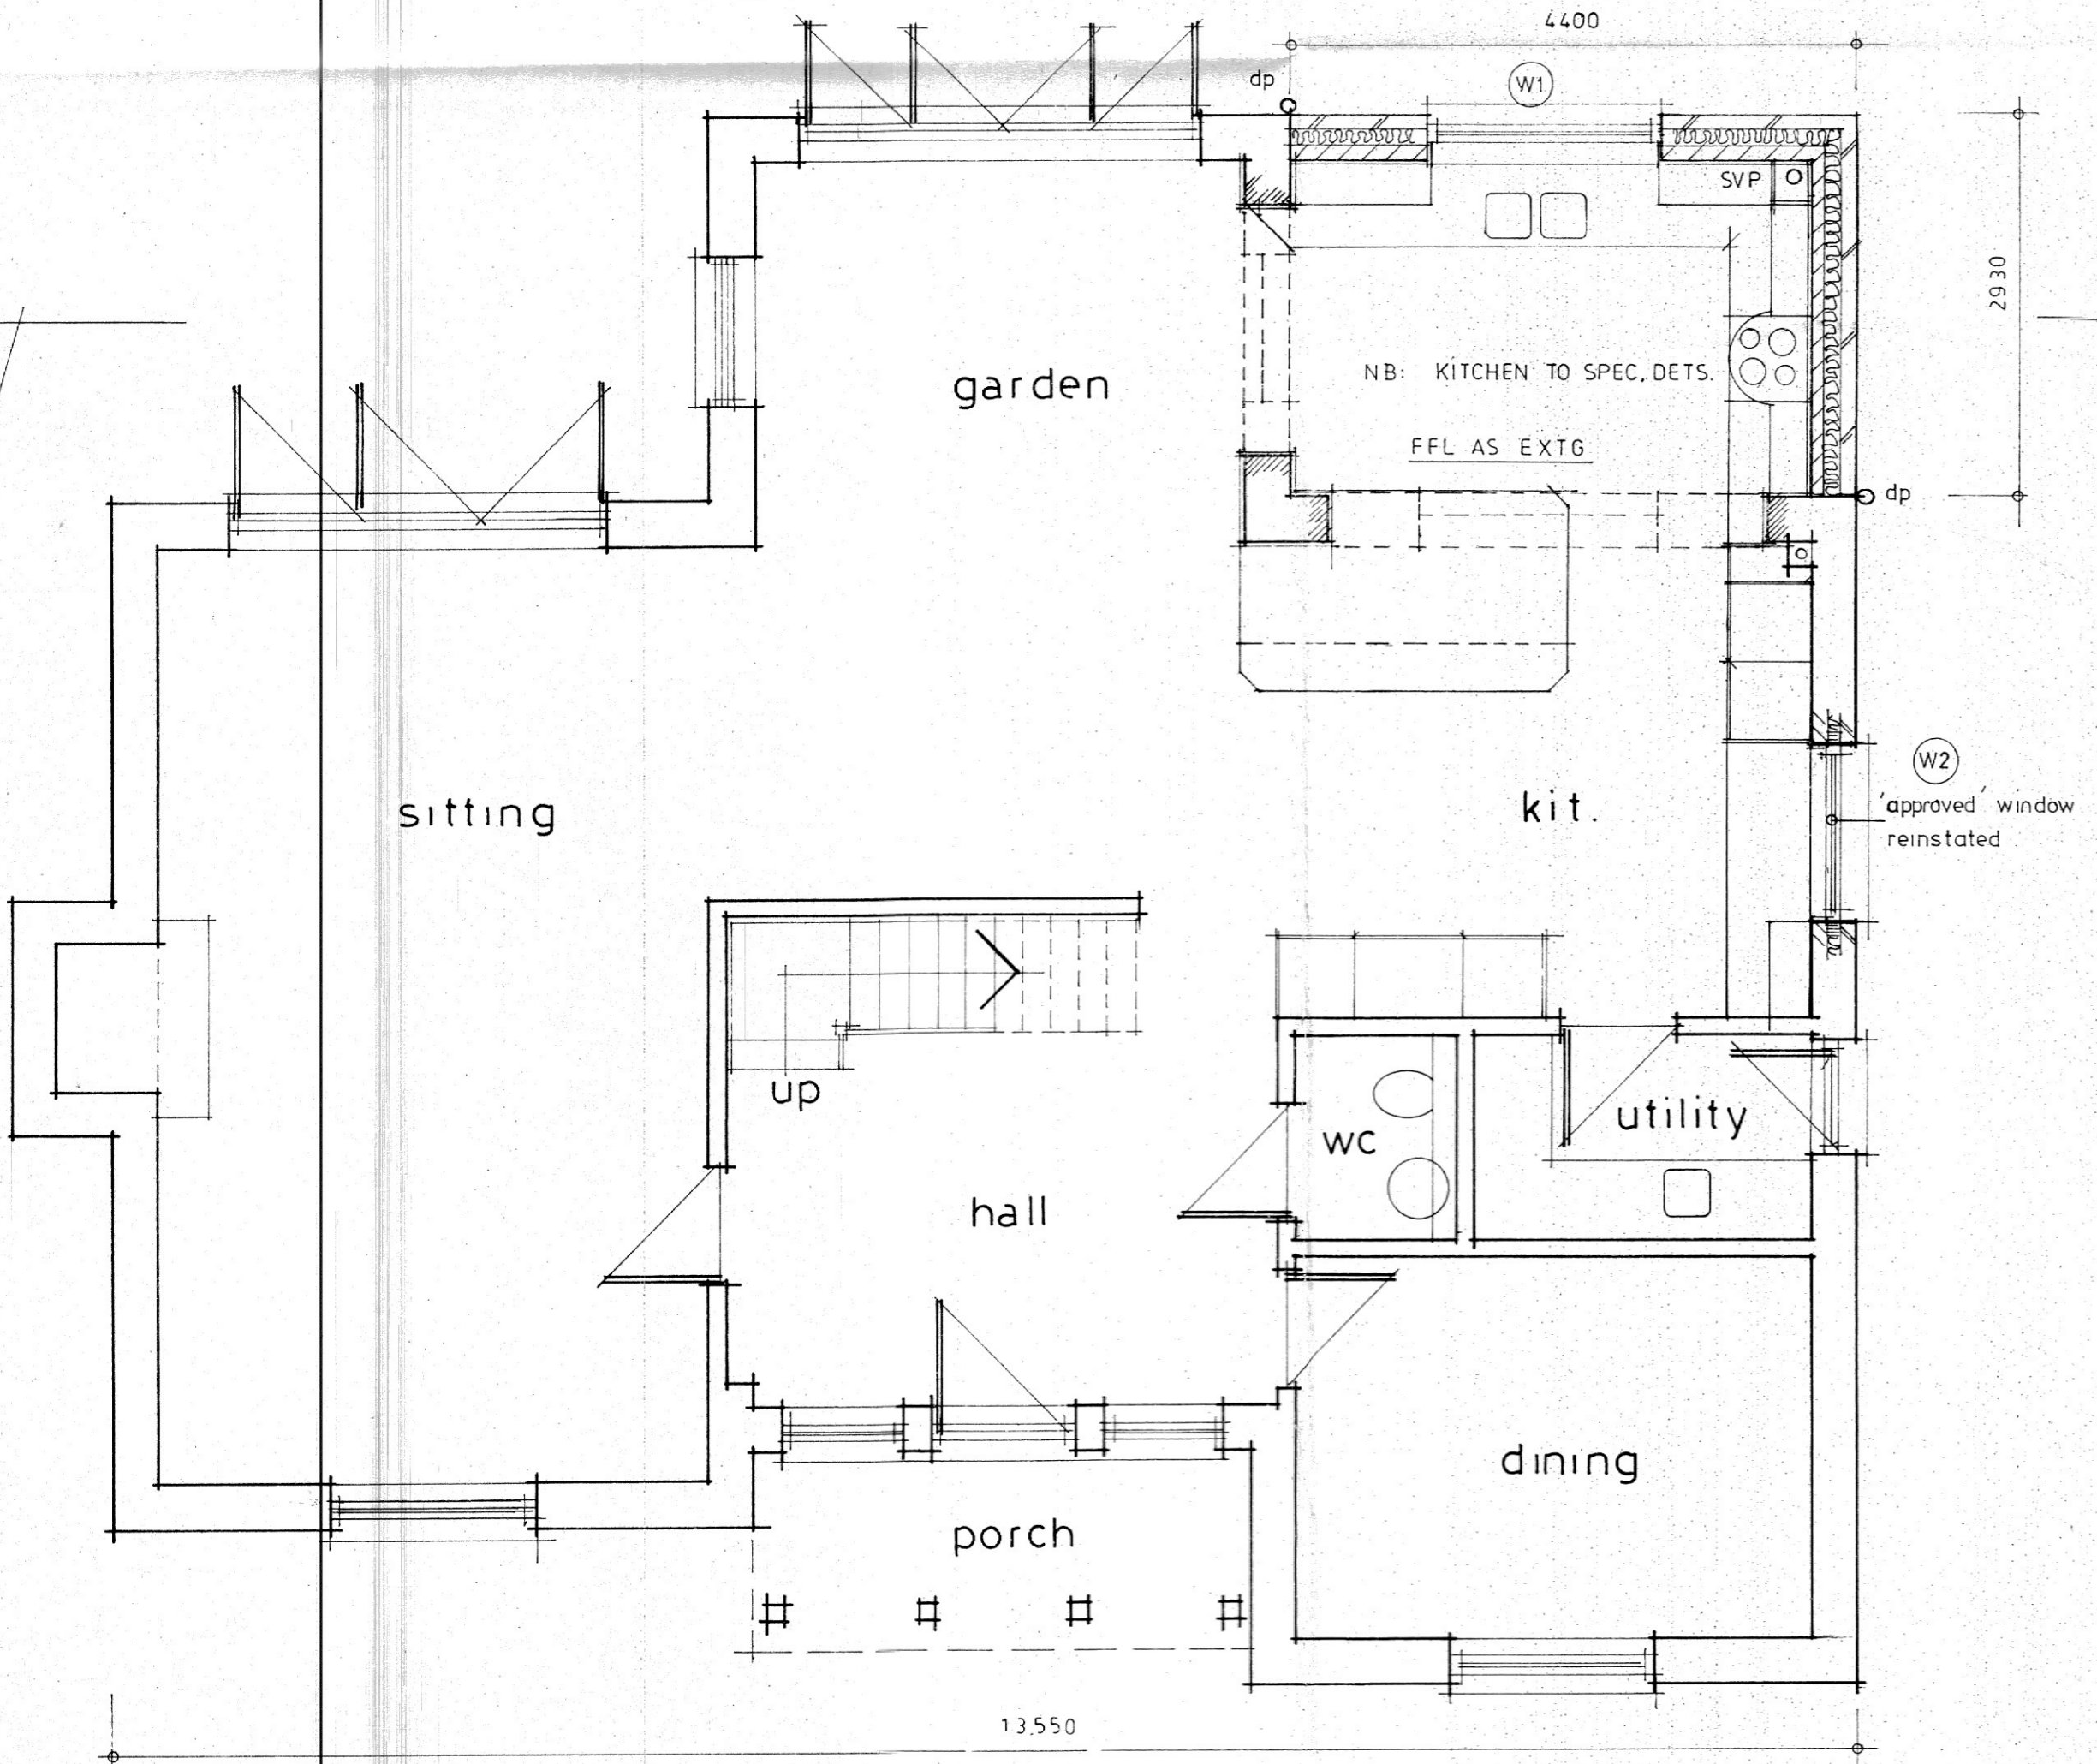 4400
dp
W1
SVP
2930
garden
NB: KITCHEN TO SPEC. DETS.
FFL AS EXTG
dp
W2
'approved' window
reinstated
sitting
kit.
up
WC
utility
hall
dining
porch
13,550